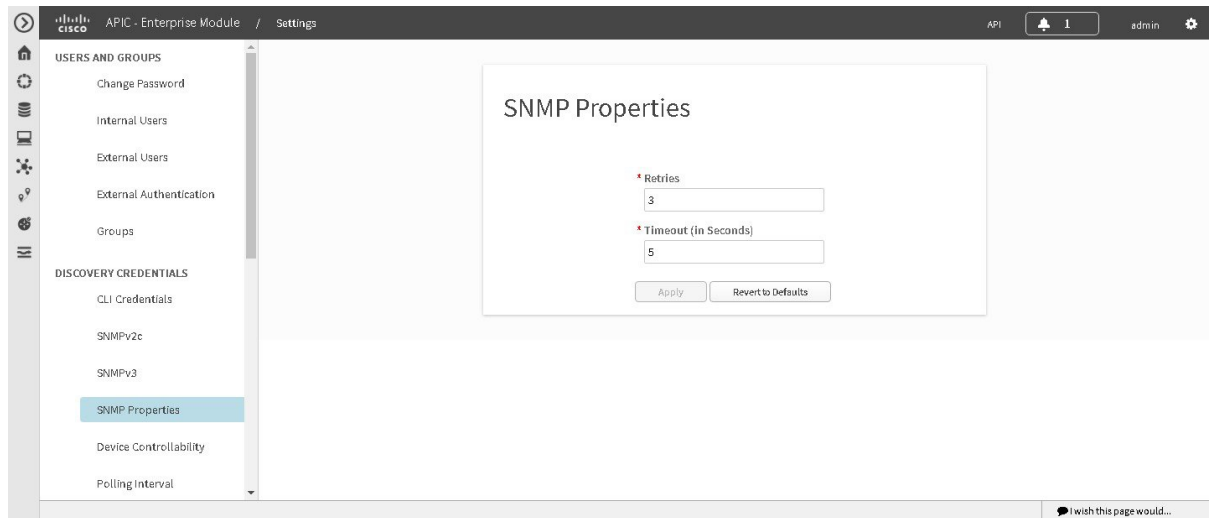 CISCO APIC - Enterprise Module / Settings API 1 admin
USERS AND GROUPS
Change Password
Internal Users
External Users
External Authentication
Groups
DISCOVERY CREDENTIALS
CLI Credentials
SNMPv2c
SNMPv3
SNMP Properties
Device Controllability
Polling Interval
SNMP Properties
* Retries
3
* Timeout (in Seconds)
5
Apply Revert to Defaults
I wish this page would...